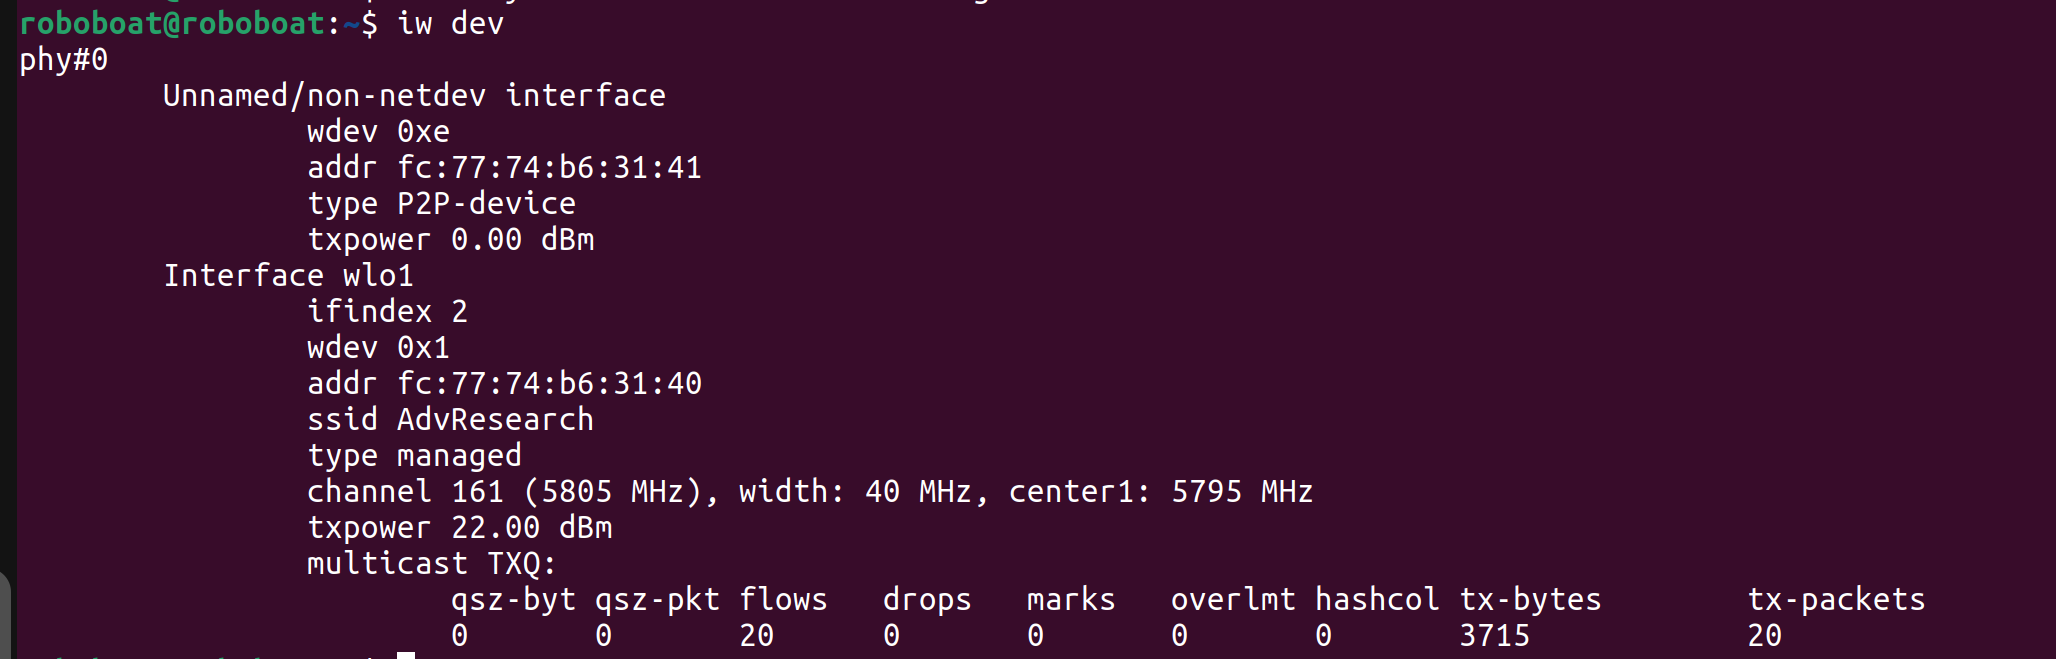 roboboat@roboboat:~$ iw dev
phy#0
Unnamed/non-netdev interface
wdev 0xe
addr fc:77:74:b6:31:41
type P2P-device
txpower 0.00 dBm
Interface wlo1
ifindex 2
wdev 0x1
addr fc:77:74:b6:31:40
ssid AdvResearch
type managed
channel 161 (5805 MHz), width: 40 MHz, center1: 5795 MHz
txpower 22.00 dBm
multicast TXQ:
qsz-byt qsz-pkt flows drops marks overlmt hashcol tx-bytes tx-packets
0 0 20 0 0 0 0 3715 20